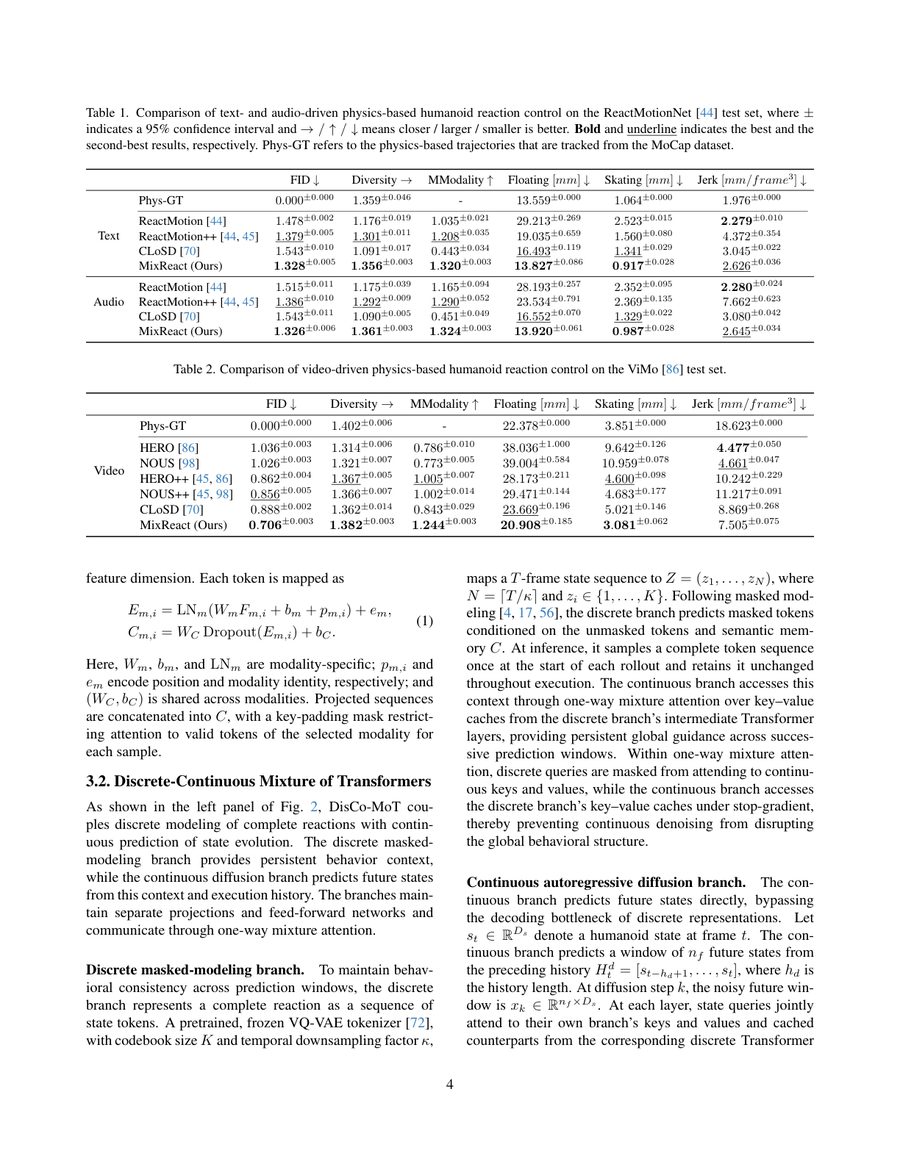 Table 1. Comparison of text- and audio-driven physics-based humanoid reaction control on the ReactMotionNet [44] test set, where ±
indicates a 95% confidence interval and → / ↑ / ↓ means closer / larger / smaller is better. Bold and underline indicates the best and the
second-best results, respectively. Phys-GT refers to the physics-based trajectories that are tracked from the MoCap dataset.
FID ↓ Diversity → MModality ↑ Floating [mm] ↓ Skating [mm] ↓ Jerk [mm/frame³] ↓
Phys-GT 0.000±0.000 1.359±0.046 - 13.559±0.000 1.064±0.000 1.976±0.000
Text
ReactMotion [44] 1.478±0.002 1.176±0.019 1.035±0.021 29.213±0.269 2.523±0.015 2.279±0.010
ReactMotion++ [44, 45] 1.379±0.005 1.301±0.011 1.208±0.035 19.035±0.659 1.560±0.080 4.372±0.354
CLoSD [70] 1.543±0.010 1.091±0.017 0.443±0.034 16.493±0.119 1.341±0.029 3.045±0.022
MixReact (Ours) 1.328±0.005 1.356±0.003 1.320±0.003 13.827±0.086 0.917±0.028 2.626±0.036
Audio
ReactMotion [44] 1.515±0.011 1.175±0.039 1.165±0.094 28.193±0.257 2.352±0.095 2.280±0.024
ReactMotion++ [44, 45] 1.386±0.010 1.292±0.009 1.290±0.052 23.534±0.791 2.369±0.135 7.662±0.623
CLoSD [70] 1.543±0.011 1.090±0.005 0.451±0.049 16.552±0.070 1.329±0.022 3.080±0.042
MixReact (Ours) 1.326±0.006 1.361±0.003 1.324±0.003 13.920±0.061 0.987±0.028 2.645±0.034
Table 2. Comparison of video-driven physics-based humanoid reaction control on the ViMo [86] test set.
FID ↓ Diversity → MModality ↑ Floating [mm] ↓ Skating [mm] ↓ Jerk [mm/frame³] ↓
Phys-GT 0.000±0.000 1.402±0.006 - 22.378±0.000 3.851±0.000 18.623±0.000
Video
HERO [86] 1.036±0.003 1.314±0.006 0.786±0.010 38.036±1.000 9.642±0.126 4.477±0.050
NOUS [98] 1.026±0.003 1.321±0.007 0.773±0.005 39.004±0.584 10.959±0.078 4.661±0.047
HERO++ [45, 86] 0.862±0.004 1.367±0.005 1.005±0.007 28.173±0.211 4.600±0.098 10.242±0.229
NOUS++ [45, 98] 0.856±0.005 1.366±0.007 1.002±0.014 29.471±0.144 4.683±0.177 11.217±0.091
CLoSD [70] 0.888±0.002 1.362±0.014 0.843±0.029 23.669±0.196 5.021±0.146 8.869±0.268
MixReact (Ours) 0.706±0.003 1.382±0.003 1.244±0.003 20.908±0.185 3.081±0.062 7.505±0.075
feature dimension. Each token is mapped as
E_{m,i} = LN_m(W_m F_{m,i} + b_m + p_{m,i}) + e_m,
C_{m,i} = W_C Dropout(E_{m,i}) + b_C.
(1)
Here, W_m, b_m, and LN_m are modality-specific; p_{m,i} and
e_m encode position and modality identity, respectively; and
(W_C, b_C) is shared across modalities. Projected sequences
are concatenated into C, with a key-padding mask restrict-
ing attention to valid tokens of the selected modality for
each sample.
3.2. Discrete-Continuous Mixture of Transformers
As shown in the left panel of Fig. 2, DisCo-MoT cou-
ples discrete modeling of complete reactions with contin-
uous prediction of state evolution. The discrete masked-
modeling branch provides persistent behavior context,
while the continuous diffusion branch predicts future states
from this context and execution history. The branches main-
tain separate projections and feed-forward networks and
communicate through one-way mixture attention.
Discrete masked-modeling branch. To maintain behav-
ioral consistency across prediction windows, the discrete
branch represents a complete reaction as a sequence of
state tokens. A pretrained, frozen VQ-VAE tokenizer [72],
with codebook size K and temporal downsampling factor κ,
maps a T-frame state sequence to Z = (z_1, . . . , z_N), where
N = ⌈T/κ⌉ and z_i ∈ {1, . . . , K}. Following masked mod-
eling [4, 17, 56], the discrete branch predicts masked tokens
conditioned on the unmasked tokens and semantic mem-
ory C. At inference, it samples a complete token sequence
once at the start of each rollout and retains it unchanged
throughout execution. The continuous branch accesses this
context through one-way mixture attention over key–value
caches from the discrete branch's intermediate Transformer
layers, providing persistent global guidance across succes-
sive prediction windows. Within one-way mixture atten-
tion, discrete queries are masked from attending to continu-
ous keys and values, while the continuous branch accesses
the discrete branch's key–value caches under stop-gradient,
thereby preventing continuous denoising from disrupting
the global behavioral structure.
Continuous autoregressive diffusion branch. The con-
tinuous branch predicts future states directly, bypassing
the decoding bottleneck of discrete representations. Let
s_t ∈ ℝ^{D_s} denote a humanoid state at frame t. The con-
tinuous branch predicts a window of n_f future states from
the preceding history H_t^d = [s_{t−h_d+1}, . . . , s_t], where h_d is
the history length. At diffusion step k, the noisy future win-
dow is x_k ∈ ℝ^{n_f×D_s}. At each layer, state queries jointly
attend to their own branch's keys and values and cached
counterparts from the corresponding discrete Transformer
4